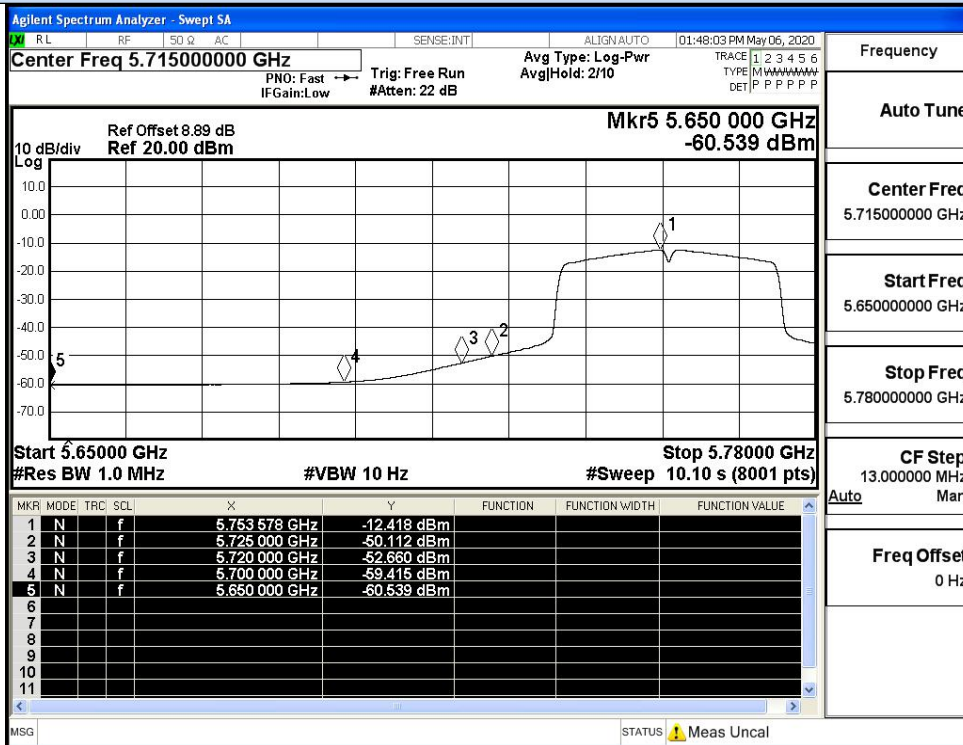 Agilent Spectrum Analyzer - Swept SA
LXI RL RF 50 Ω AC SENSE:INT ALIGN AUTO 01:48:03 PM May 06, 2020
Center Freq 5.715000000 GHz
PNO: Fast
IFGain:Low
Trig: Free Run
#Atten: 22 dB
Avg Type: Log-Pwr
Avg|Hold: 2/10
TRACE 1 2 3 4 5 6
TYPE M W W W W W
DET P P P P P P
Ref Offset 8.89 dB
Ref 20.00 dBm
10 dB/div
Log
Mkr5 5.650 000 GHz
-60.539 dBm
10.0
0.00
-10.0
-20.0
-30.0
-40.0
-50.0
-60.0
-70.0
1
2
3
4
5
Start 5.65000 GHz
Stop 5.78000 GHz
#Res BW 1.0 MHz
#VBW 10 Hz
#Sweep 10.10 s (8001 pts)
MKR MODE TRC SCL X Y FUNCTION FUNCTION WIDTH FUNCTION VALUE
1 N f 5.753 578 GHz -12.418 dBm
2 N f 5.725 000 GHz -50.112 dBm
3 N f 5.720 000 GHz -52.660 dBm
4 N f 5.700 000 GHz -59.415 dBm
5 N f 5.650 000 GHz -60.539 dBm
6
7
8
9
10
11
MSG
STATUS Meas Uncal
Frequency
Auto Tune
Center Freq
5.715000000 GHz
Start Freq
5.650000000 GHz
Stop Freq
5.780000000 GHz
CF Step
13.000000 MHz
Auto Man
Freq Offset
0 Hz